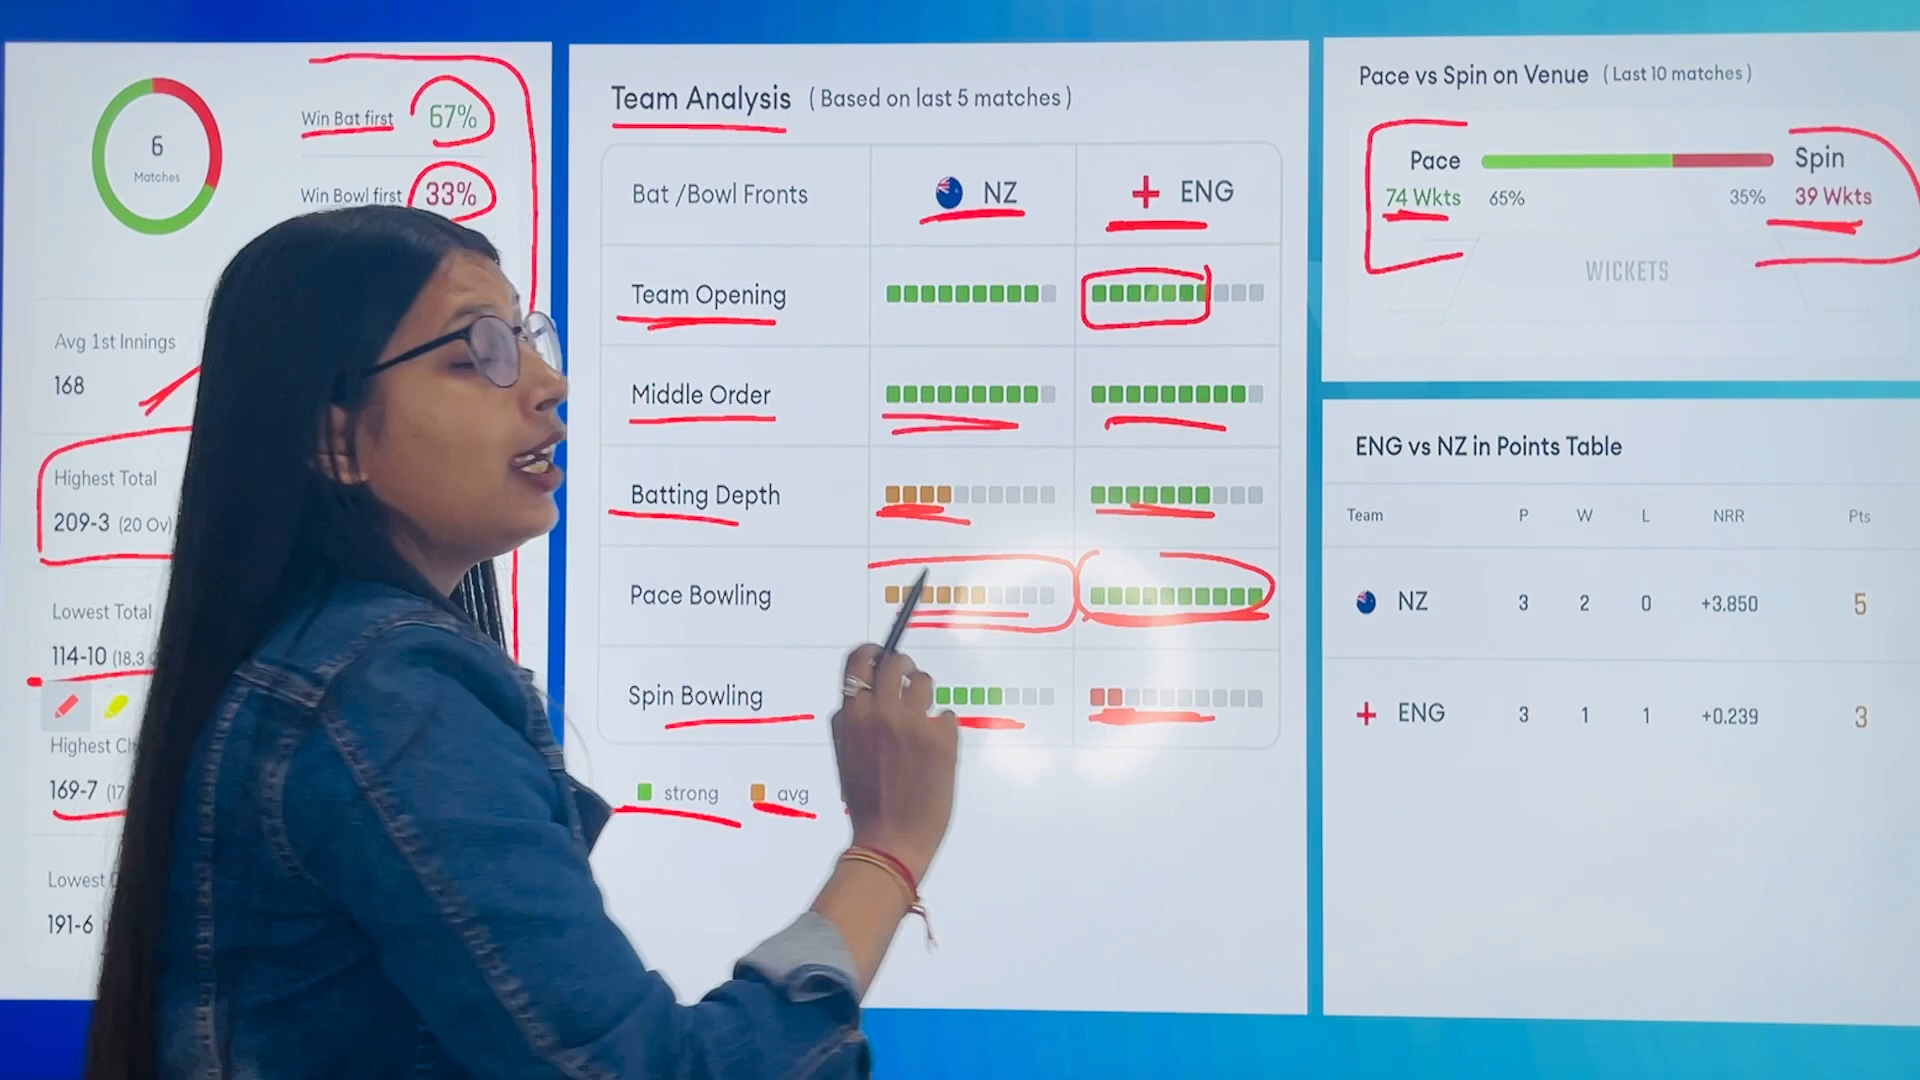 6
Matches
Win Bat first 67%
Win Bowl first 33%
Avg 1st Innings
168
Highest Total
209-3 (20 Ov)
Lowest Total
114-10 (18.3
Highest
169-7 (17
Lowest
191-6
Team Analysis (Based on last 5 matches)
Bat /Bowl Fronts NZ ENG
Team Opening
Middle Order
Batting Depth
Pace Bowling
Spin Bowling
strong avg
Pace vs Spin on Venue (Last 10 matches)
Pace Spin
74 Wkts 65% 35% 39 Wkts
WICKETS
ENG vs NZ in Points Table
Team P W L NRR Pts
NZ 3 2 0 +3.850 5
ENG 3 1 1 +0.239 3